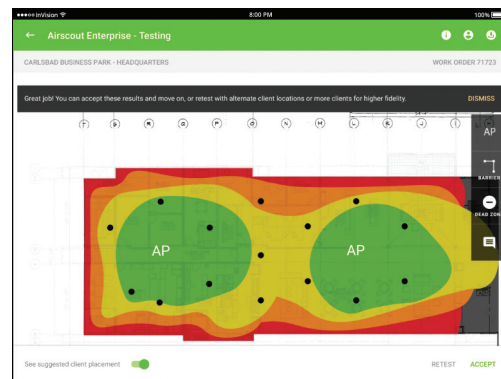 InVision
8:00 PM
100%
Airscout Enterprise - Testing
CARLSBAD BUSINESS PARK - HEADQUARTERS
WORK ORDER 71723
Great job! You can accept these results and move on, or retest with alternate client locations or more clients for higher fidelity.
DISMISS
AP
BARRIER
DEAD ZON
AP
AP
See suggested client placement
RETEST
ACCEPT